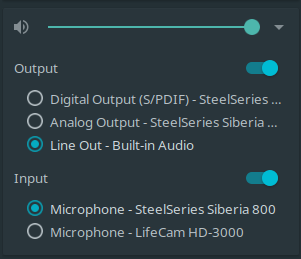 Output
Digital Output (S/PDIF) - SteelSeries ...
Analog Output - SteelSeries Siberia ...
Line Out - Built-in Audio
Input
Microphone - SteelSeries Siberia 800
Microphone - LifeCam HD-3000